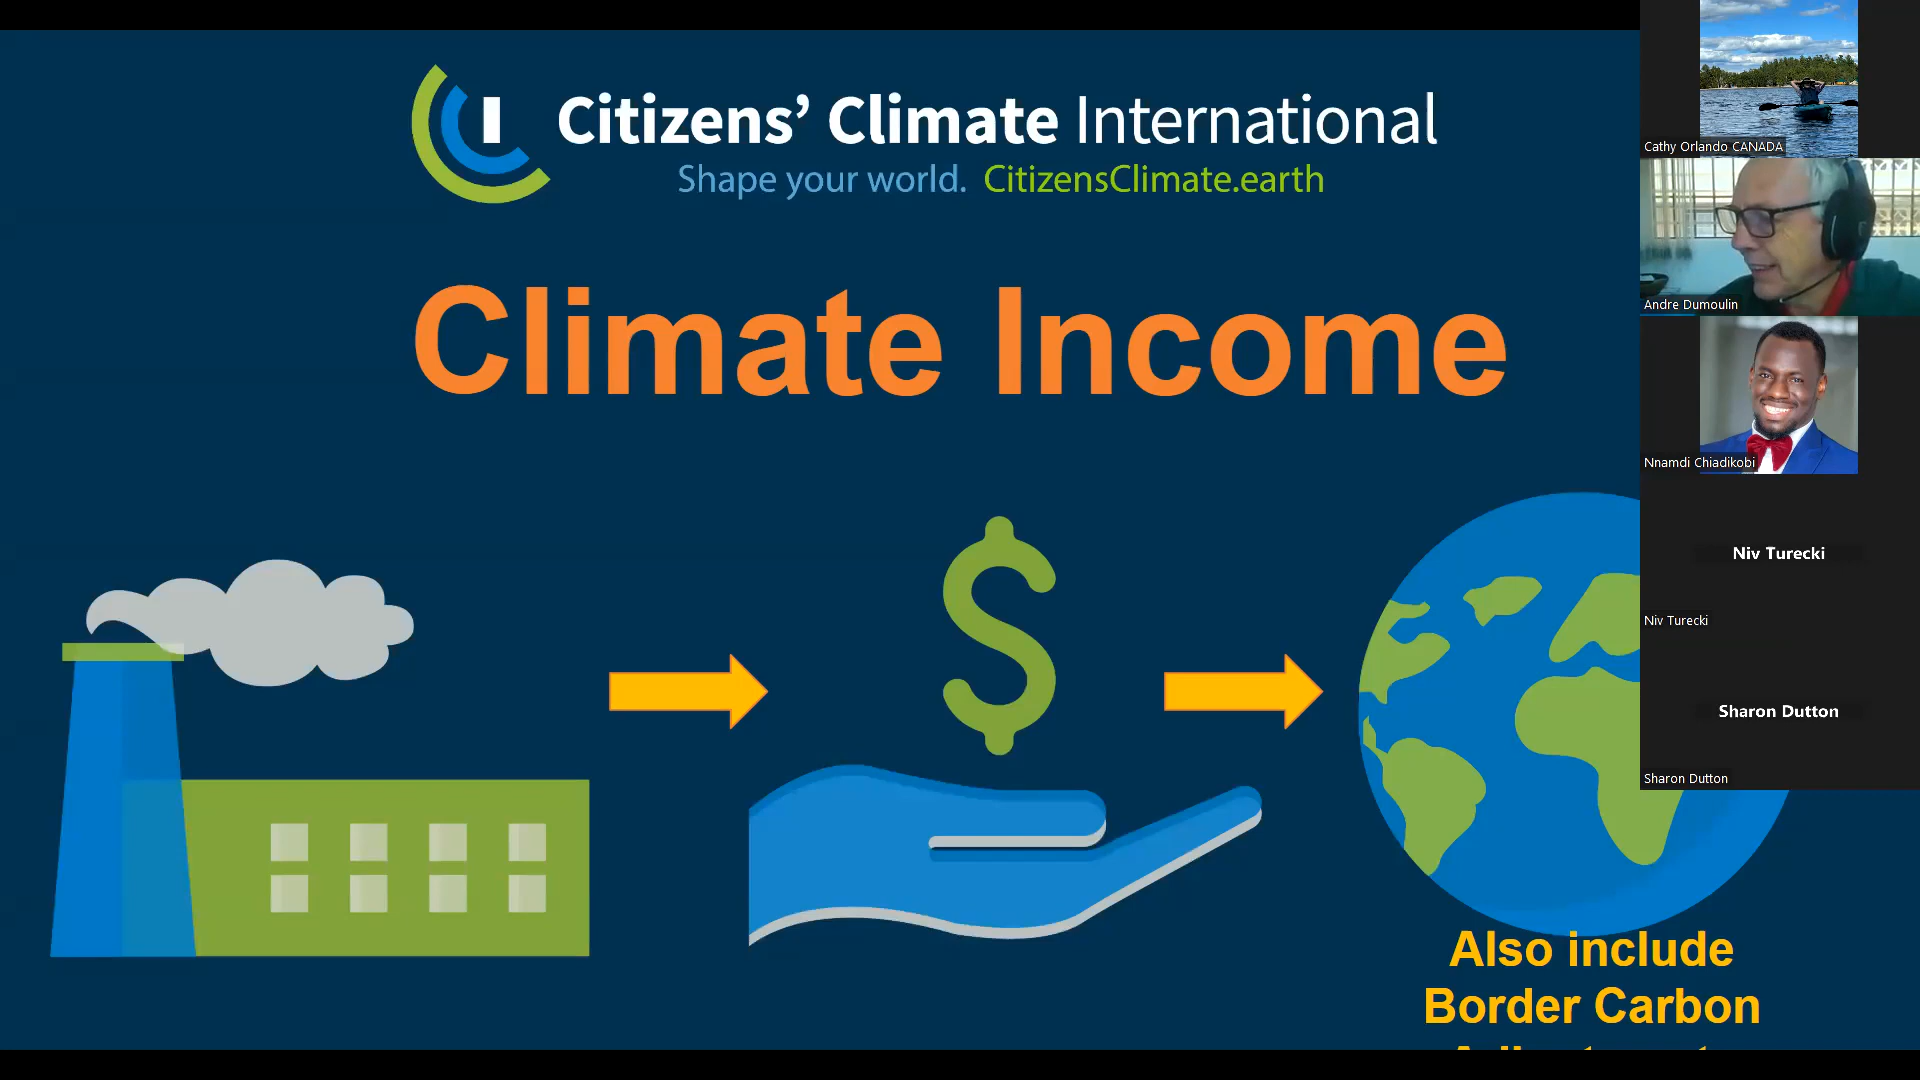 Citizens’ Climate International
Shape your world. CitizensClimate.earth
Climate Income
Also include
Border Carbon
Cathy Orlando CANADA
Andre Dumoulin
Nnamdi Chiadikobi
Niv Turecki
Niv Turecki
Sharon Dutton
Sharon Dutton